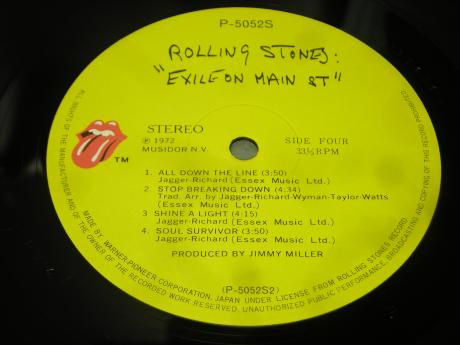 P-5052S
ROLLING STONES:
"EXILE ON MAIN ST"
STEREO
Ⓟ 1972
MUSIDOR N.V.
SIDE FOUR
33⅓ RPM
TM
1. ALL DOWN THE LINE (3:50)
Jagger-Richard (Essex Music Ltd.)
2. STOP BREAKING DOWN (4:34)
Trad. Arr. by Jagger-Richard-Wyman-Taylor-Watts
(Essex Music Ltd.)
3 SHINE A LIGHT (4:15)
Jagger-Richard (Essex Music Ltd.)
4. SOUL SURVIVOR (3:50)
Jagger-Richard (Essex Music Ltd.)
PRODUCED BY JIMMY MILLER
(P-5052S2)
MADE BY WARNER-PIONEER CORPORATION, JAPAN UNDER LICENSE FROM ROLLING STONES RECORD.
ALL RIGHTS OF THE MANUFACTURER AND OF THE OWNER OF THE RECORDED WORK RESERVED. UNAUTHORIZED PUBLIC PERFORMANCE, BROADCASTING AND COPYING OF THIS RECORD PROHIBITED